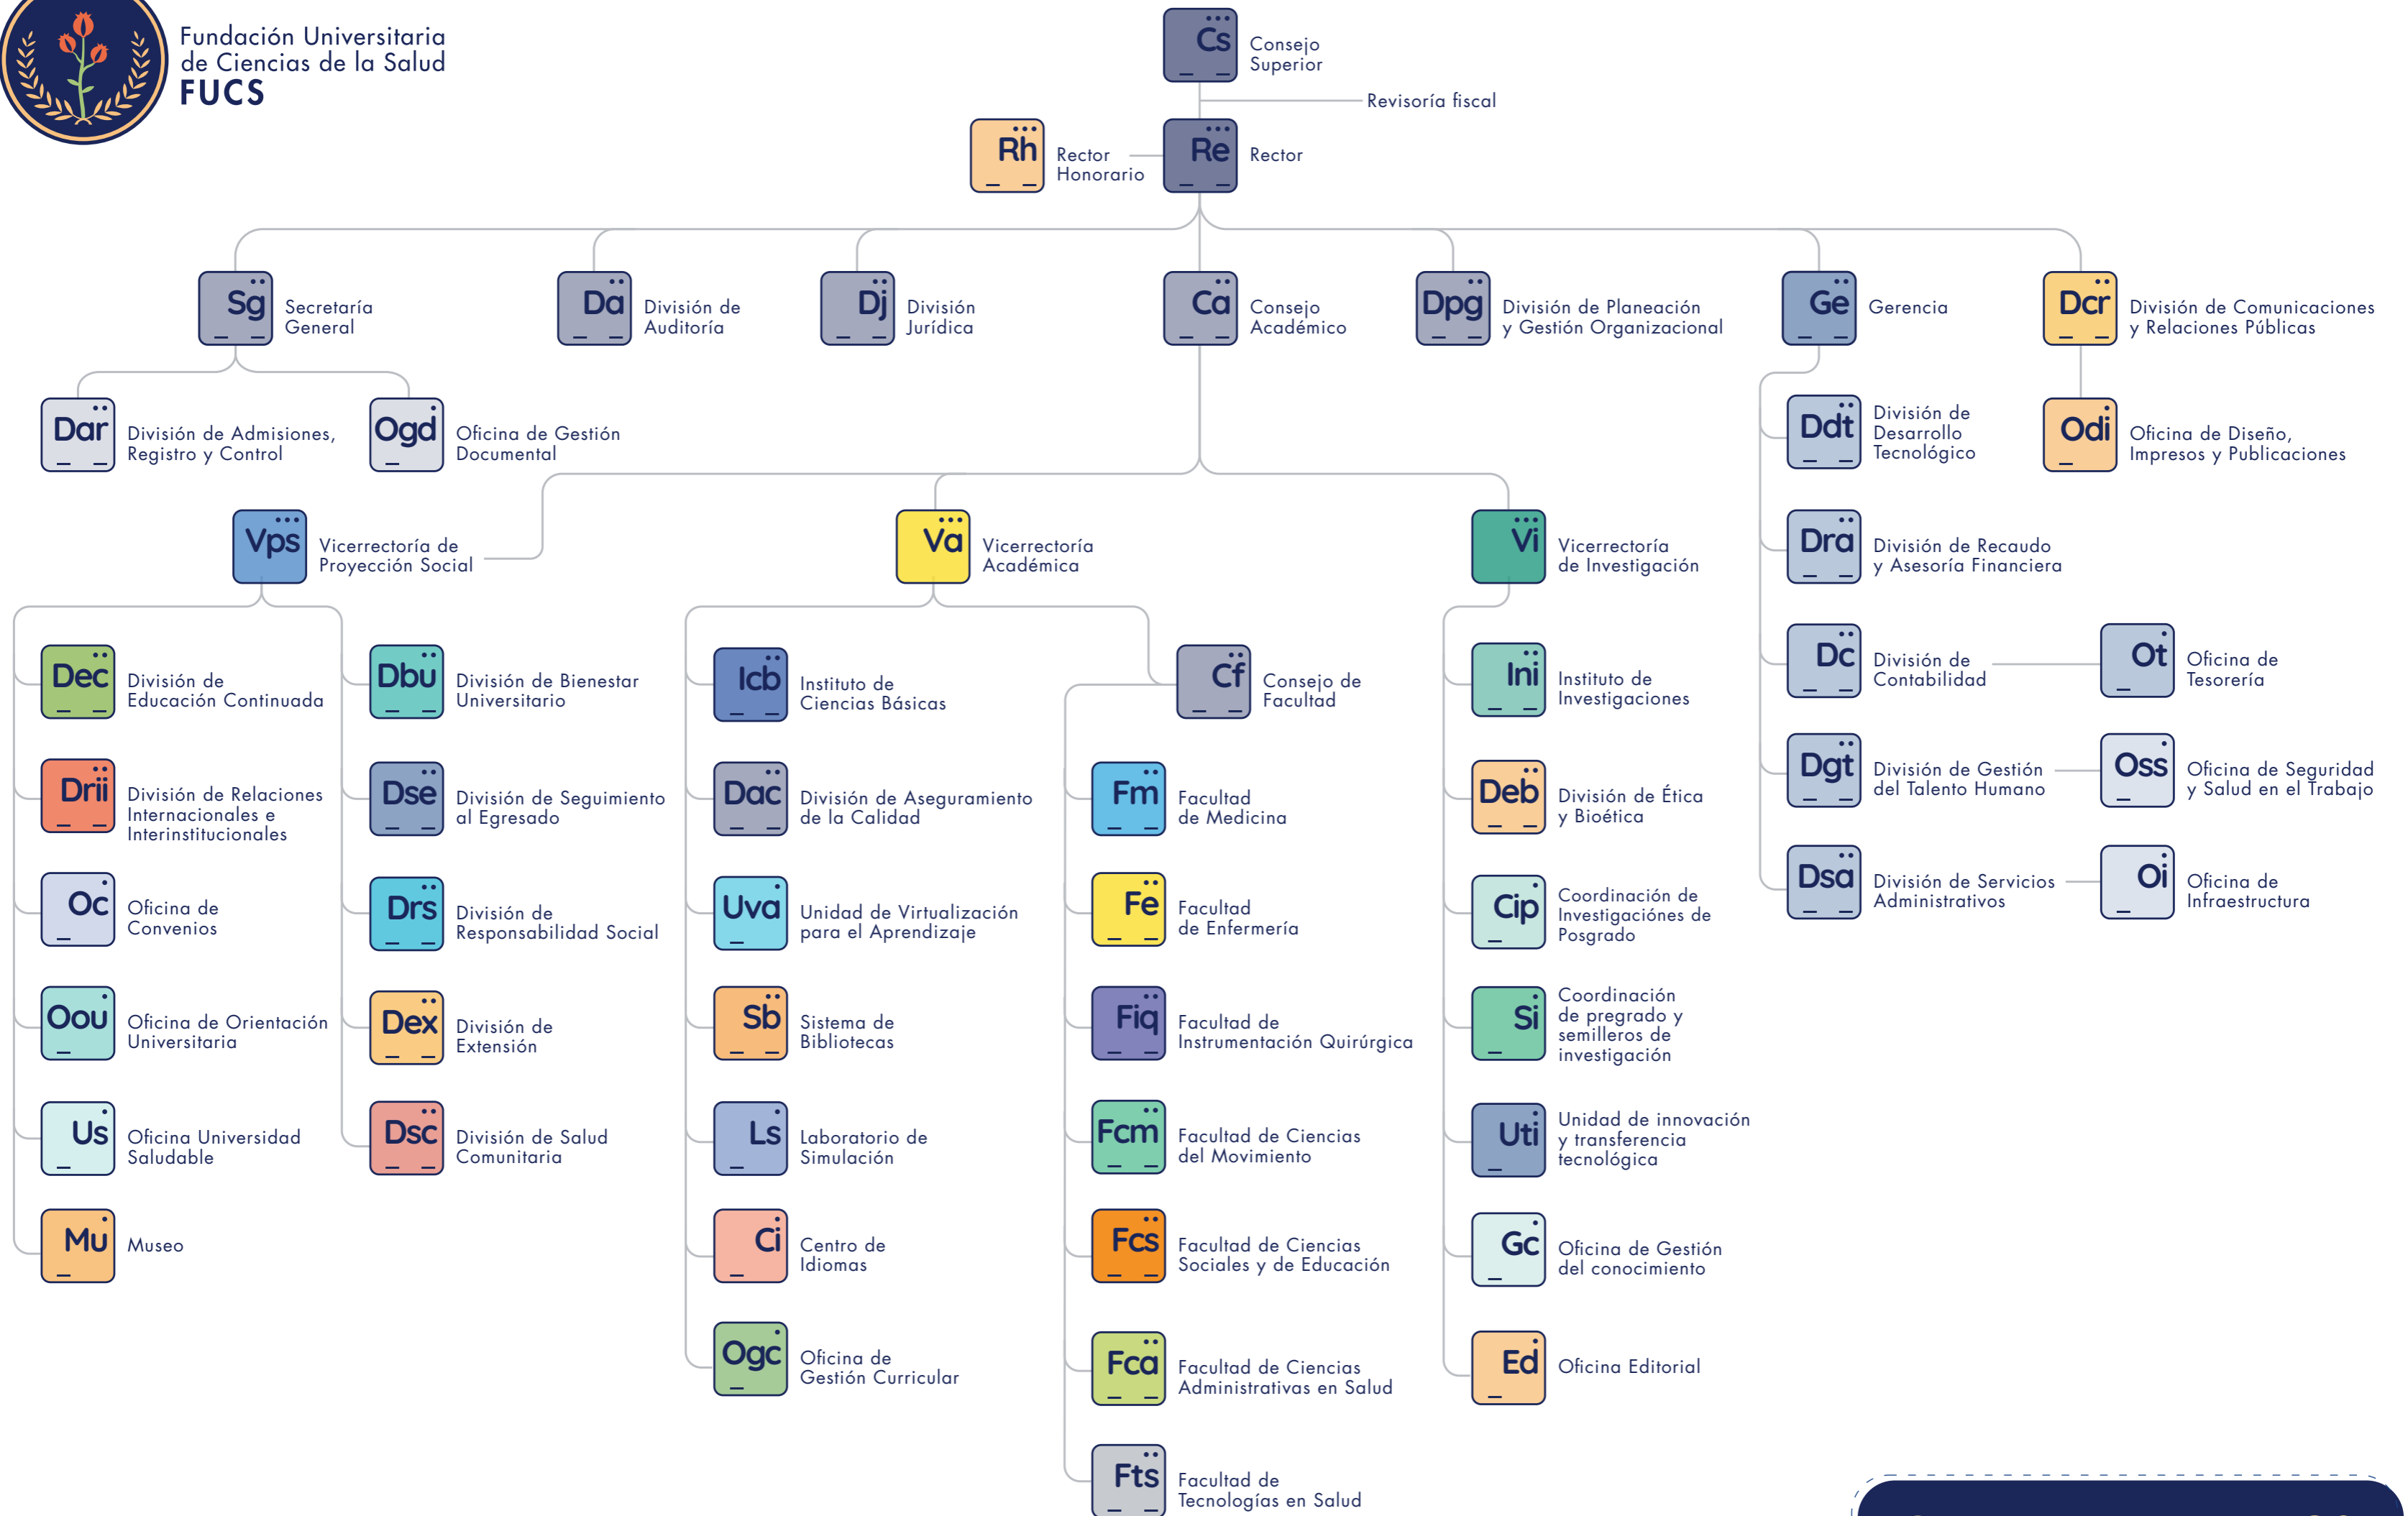 Fundación Universitaria
de Ciencias de la Salud
FUCS
Cs
Consejo
Superior
Revisoría fiscal
Rh
Rector
Honorario
Re
Rector
Sg
Secretaría
General
Da
División de
Auditoría
Dj
División
Jurídica
Ca
Consejo
Académico
Dpg
División de Planeación
y Gestión Organizacional
Ge
Gerencia
Dcr
División de Comunicaciones
y Relaciones Públicas
Dar
División de Admisiones,
Registro y Control
Ogd
Oficina de Gestión
Documental
Ddt
División de
Desarrollo
Tecnológico
Odi
Oficina de Diseño,
Impresos y Publicaciones
Vps
Vicerrectoría de
Proyección Social
Va
Vicerrectoría
Académica
Vi
Vicerrectoría
de Investigación
Dra
División de Recaudo
y Asesoría Financiera
Dec
División de
Educación Continuada
Dbu
División de Bienestar
Universitario
Icb
Instituto de
Ciencias Básicas
Cf
Consejo de
Facultad
Ini
Instituto de
Investigaciones
Dc
División de
Contabilidad
Ot
Oficina de
Tesorería
Drii
División de Relaciones
Internacionales e
Interinstitucionales
Dse
División de Seguimiento
al Egresado
Dac
División de Aseguramiento
de la Calidad
Fm
Facultad
de Medicina
Deb
División de Ética
y Bioética
Dgt
División de Gestión
del Talento Humano
Oss
Oficina de Seguridad
y Salud en el Trabajo
Oc
Oficina de
Convenios
Drs
División de
Responsabilidad Social
Uva
Unidad de Virtualización
para el Aprendizaje
Fe
Facultad
de Enfermería
Cip
Coordinación de
Investigaciónes de
Posgrado
Dsa
División de Servicios
Administrativos
Oi
Oficina de
Infraestructura
Oou
Oficina de Orientación
Universitaria
Dex
División de
Extensión
Sb
Sistema de
Bibliotecas
Fiq
Facultad de
Instrumentación Quirúrgica
Si
Coordinación
de pregrado y
semilleros de
investigación
Us
Oficina Universidad
Saludable
Dsc
División de Salud
Comunitaria
Ls
Laboratorio de
Simulación
Fcm
Facultad de Ciencias
del Movimiento
Uti
Unidad de innovación
y transferencia
tecnológica
Mu
Museo
Ci
Centro de
Idiomas
Fcs
Facultad de Ciencias
Sociales y de Educación
Gc
Oficina de Gestión
del conocimiento
Ogc
Oficina de
Gestión Curricular
Fca
Facultad de Ciencias
Administrativas en Salud
Ed
Oficina Editorial
Fts
Facultad de
Tecnologías en Salud